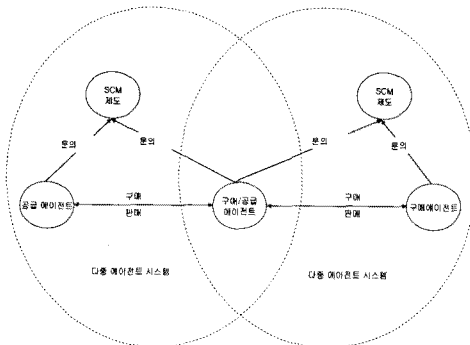 SCM
제도
SCM
제도
문의
문의
문의
문의
공급 에이전트
구매
판매
구매/공급
에이전트
구매
판매
구매에이전트
다중 에이전트 시스템
다중 에이전트 시스템